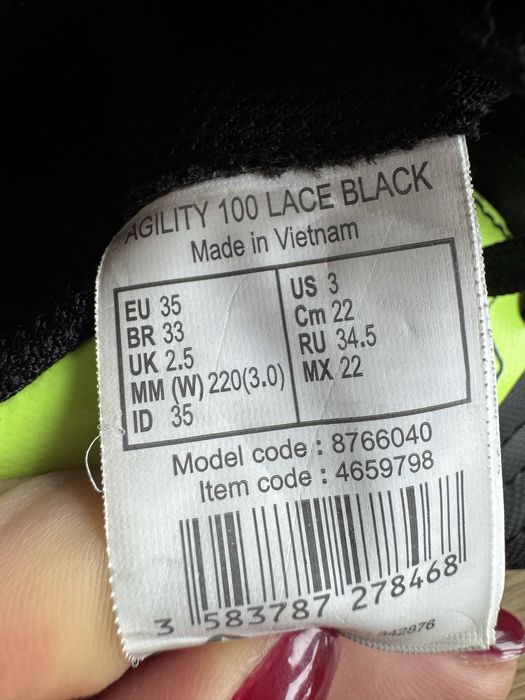 AGILITY 100 LACE BLACK
Made in Vietnam
EU 35
BR 33
UK 2.5
MM (W) 220(3.0)
ID 35
US 3
Cm 22
RU 34.5
MX 22
Model code : 8766040
Item code : 4659798
3 583787 278468
342876